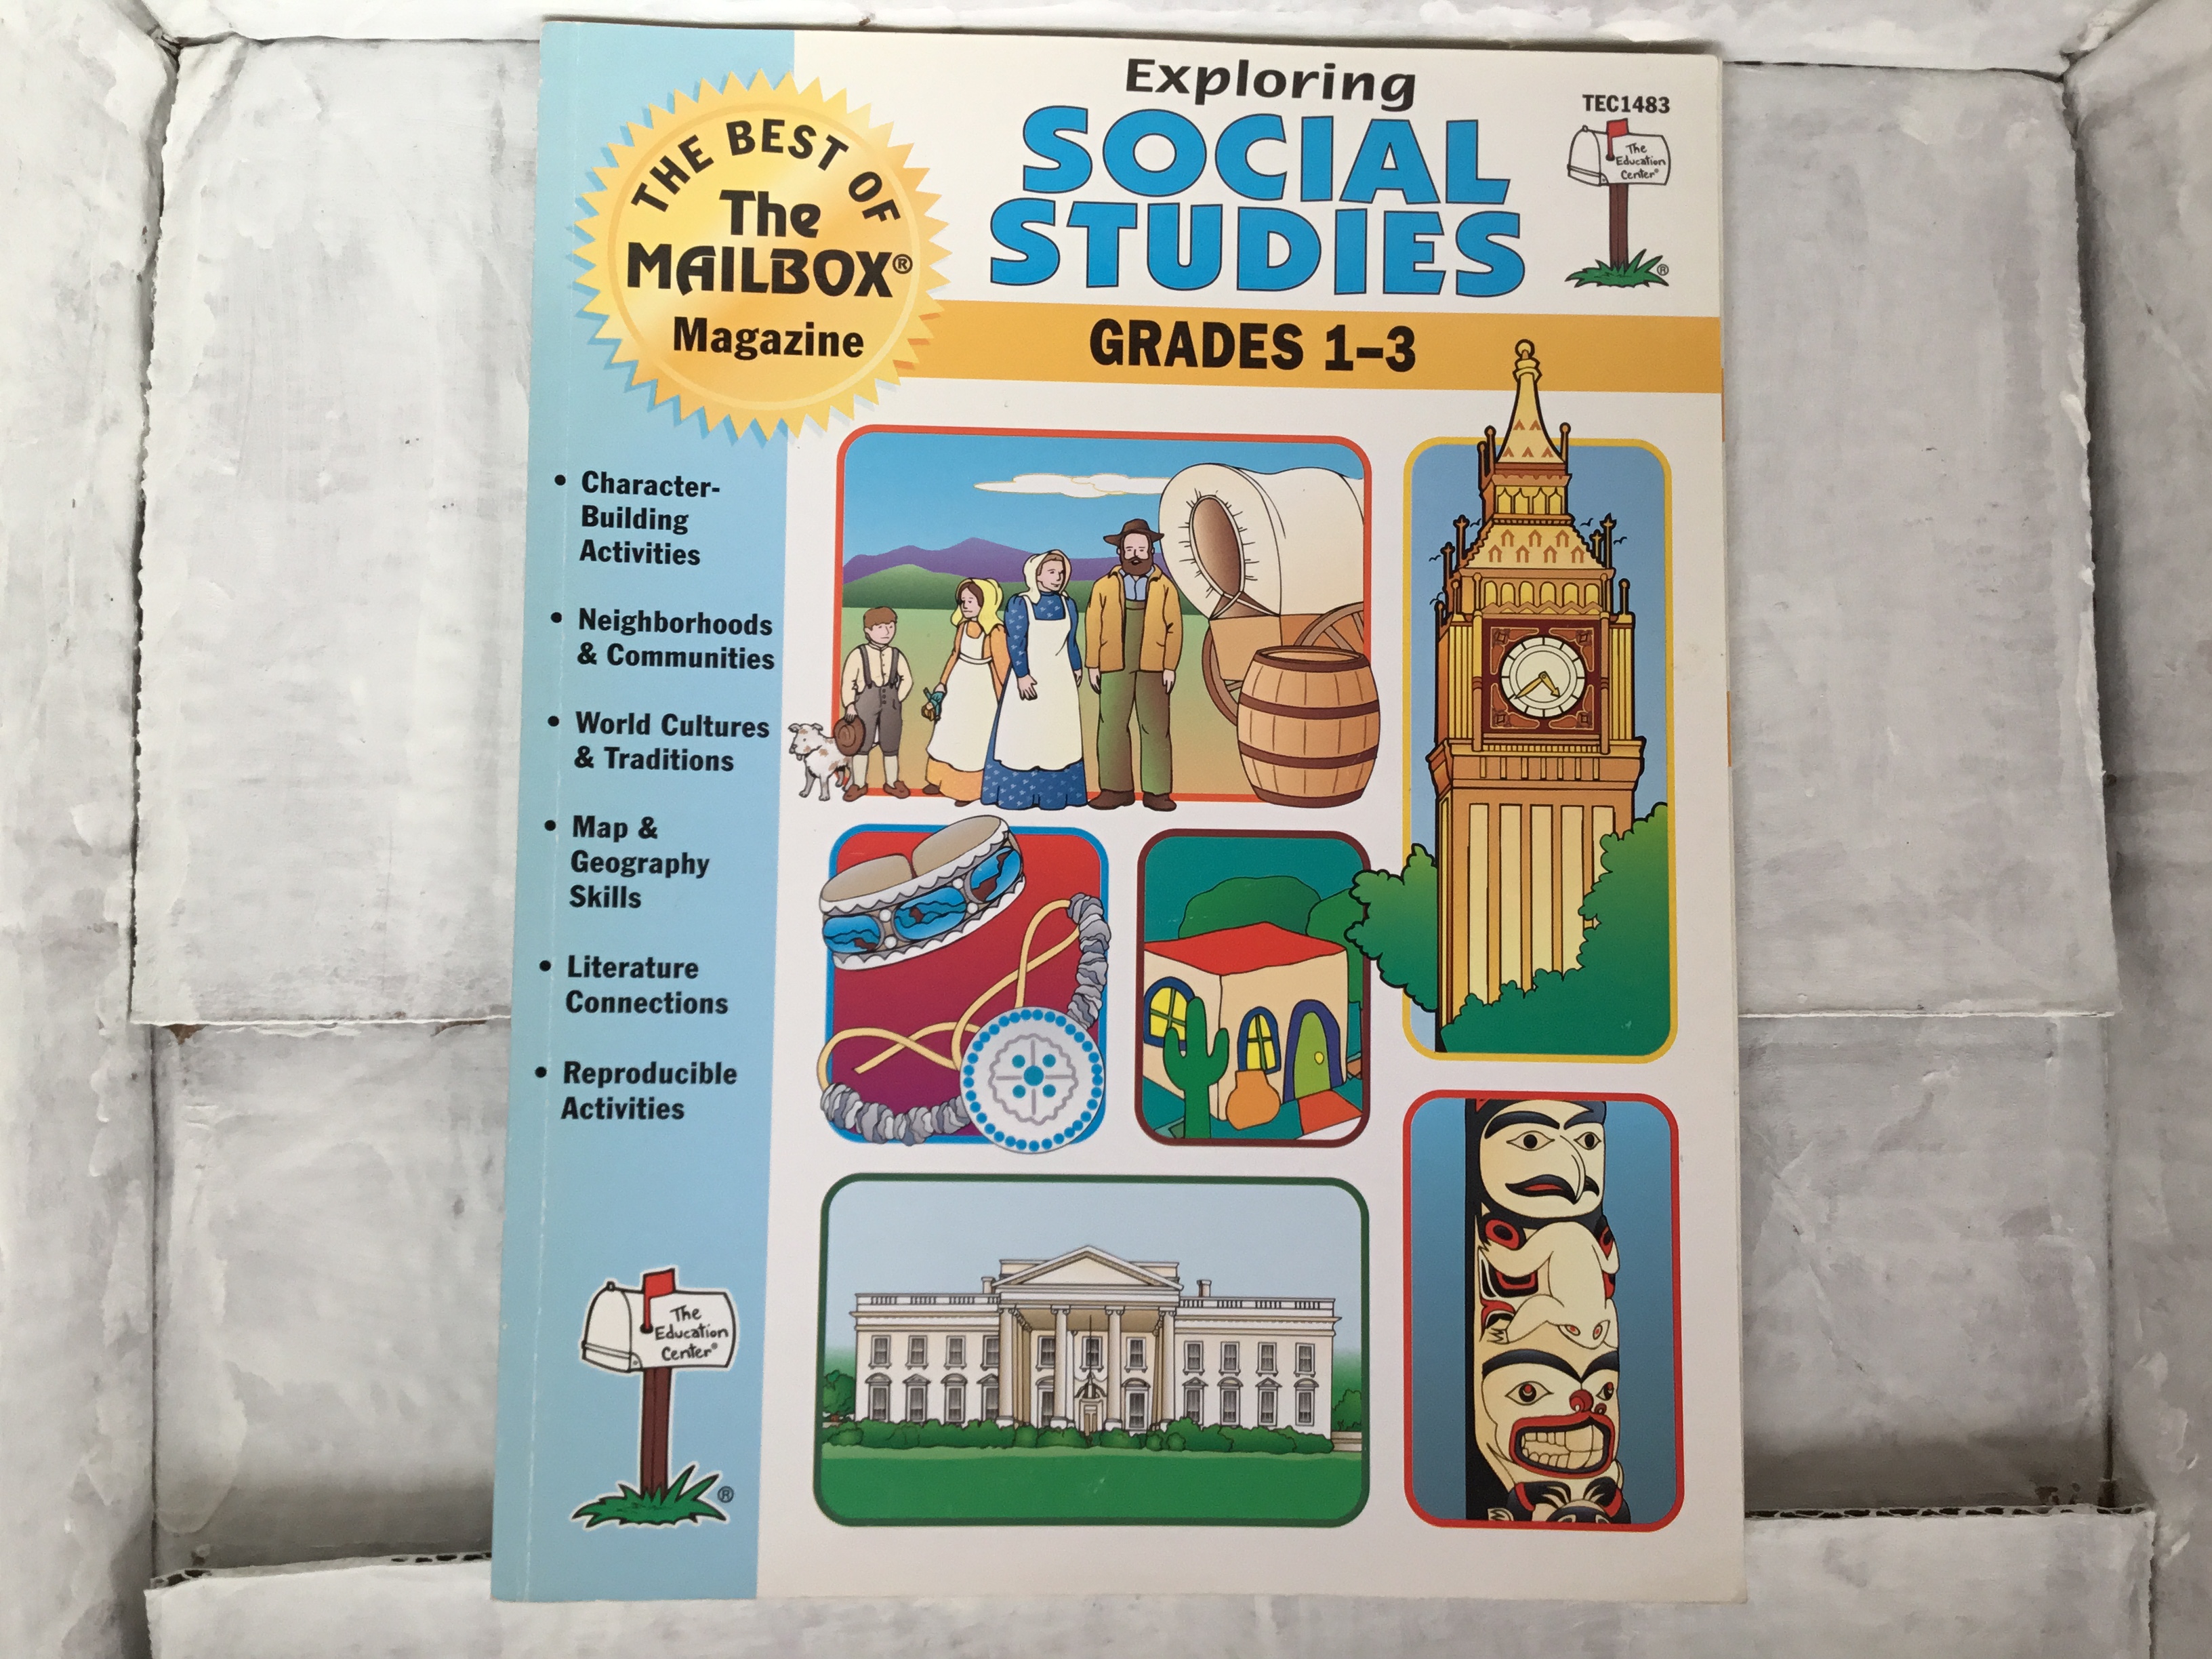 Exploring
SOCIAL
STUDIES
GRADES 1–3
TEC1483
The
Education
Center®
®
THE BEST OF
The
MAILBOX®
Magazine
• Character-
Building
Activities
• Neighborhoods
& Communities
• World Cultures
& Traditions
• Map &
Geography
Skills
• Literature
Connections
• Reproducible
Activities
The
Education
Center®
®